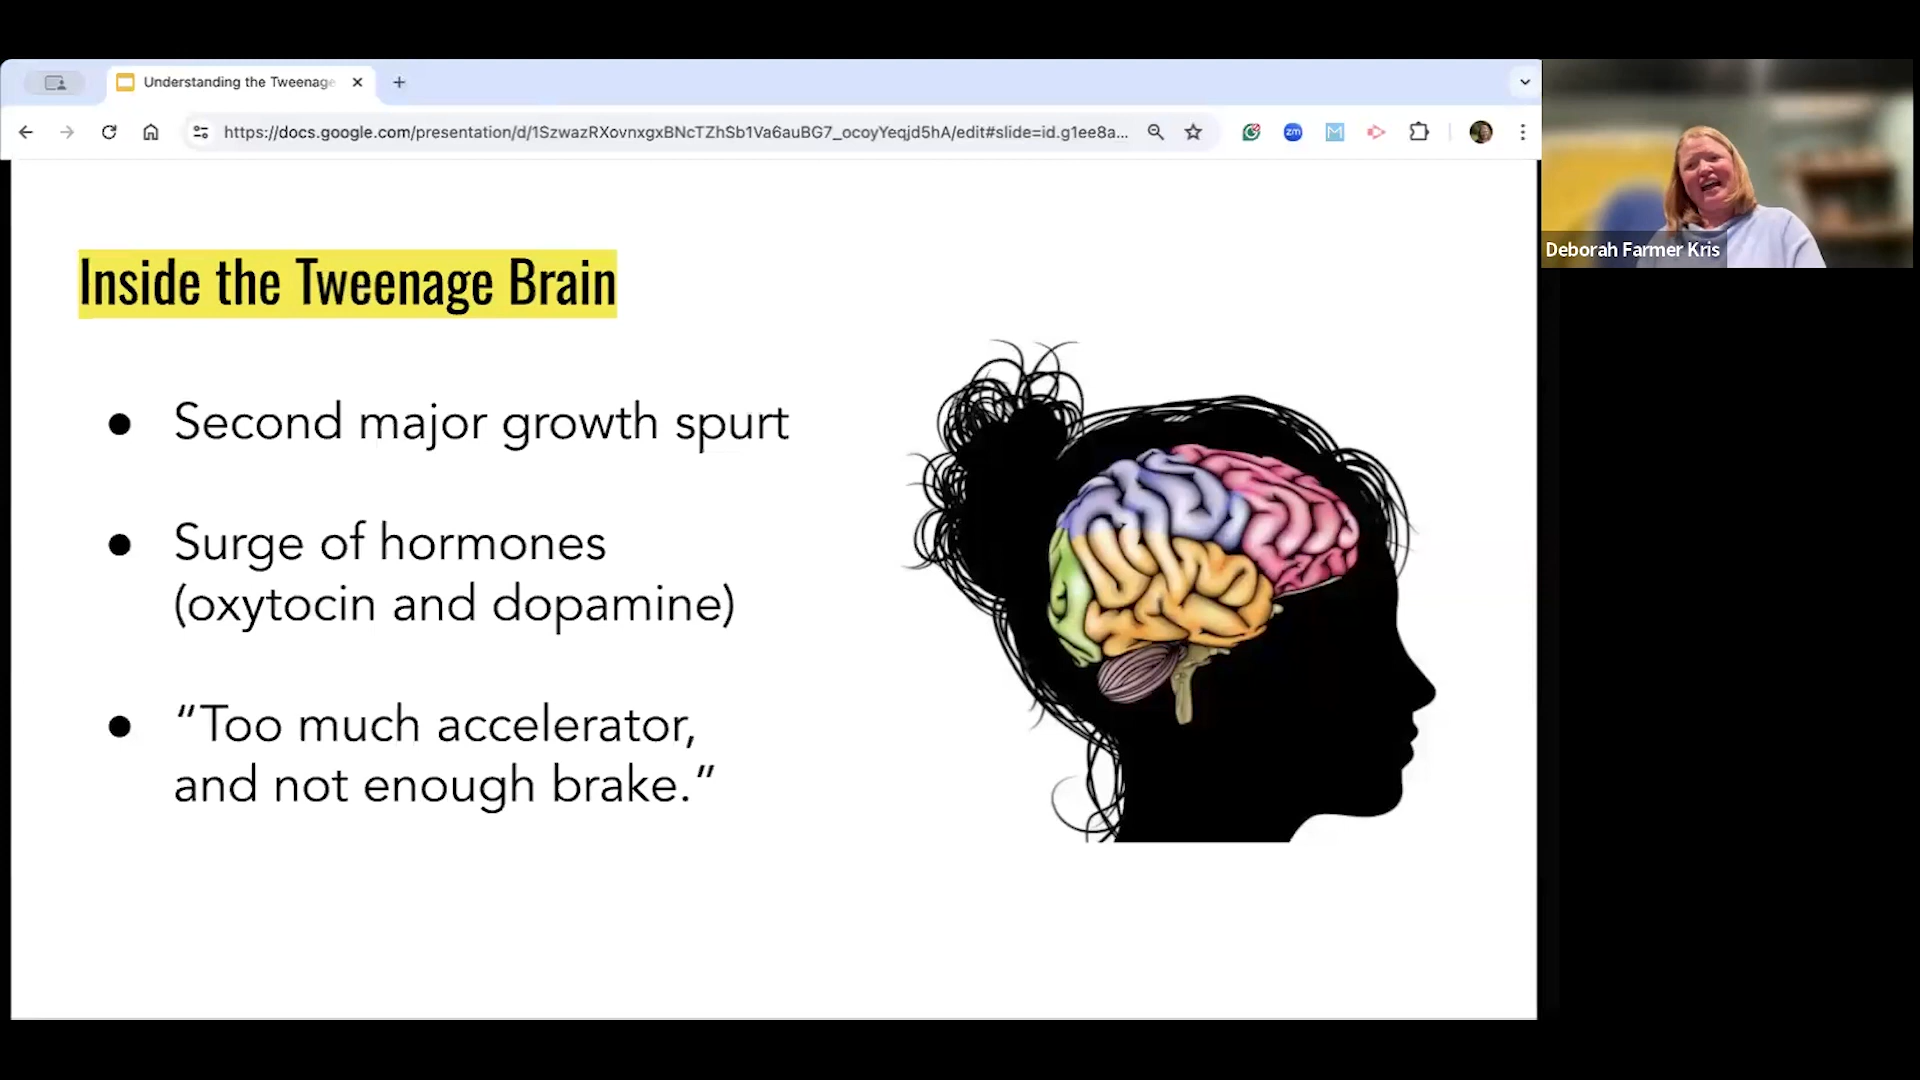 Understanding the Tweenage
https://docs.google.com/presentation/d/1SzwazRXovnxgxBNcTZhSb1Va6auBG7_ocoyYeqjd5hA/edit#slide=id.g1ee8a...
zm
M
Deborah Farmer Kris
Inside the Tweenage Brain
● Second major growth spurt
● Surge of hormones
(oxytocin and dopamine)
● “Too much accelerator,
and not enough brake.”